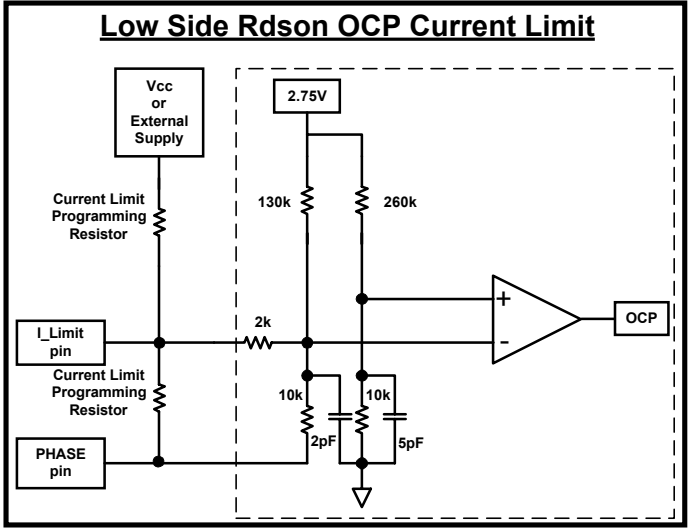 Low Side Rdson OCP Current Limit
Vcc
or
External
Supply
2.75V
Current Limit
Programming
Resistor
130k
260k
+
-
OCP
I_Limit
pin
2k
Current Limit
Programming
Resistor
10k
2pF
10k
5pF
PHASE
pin